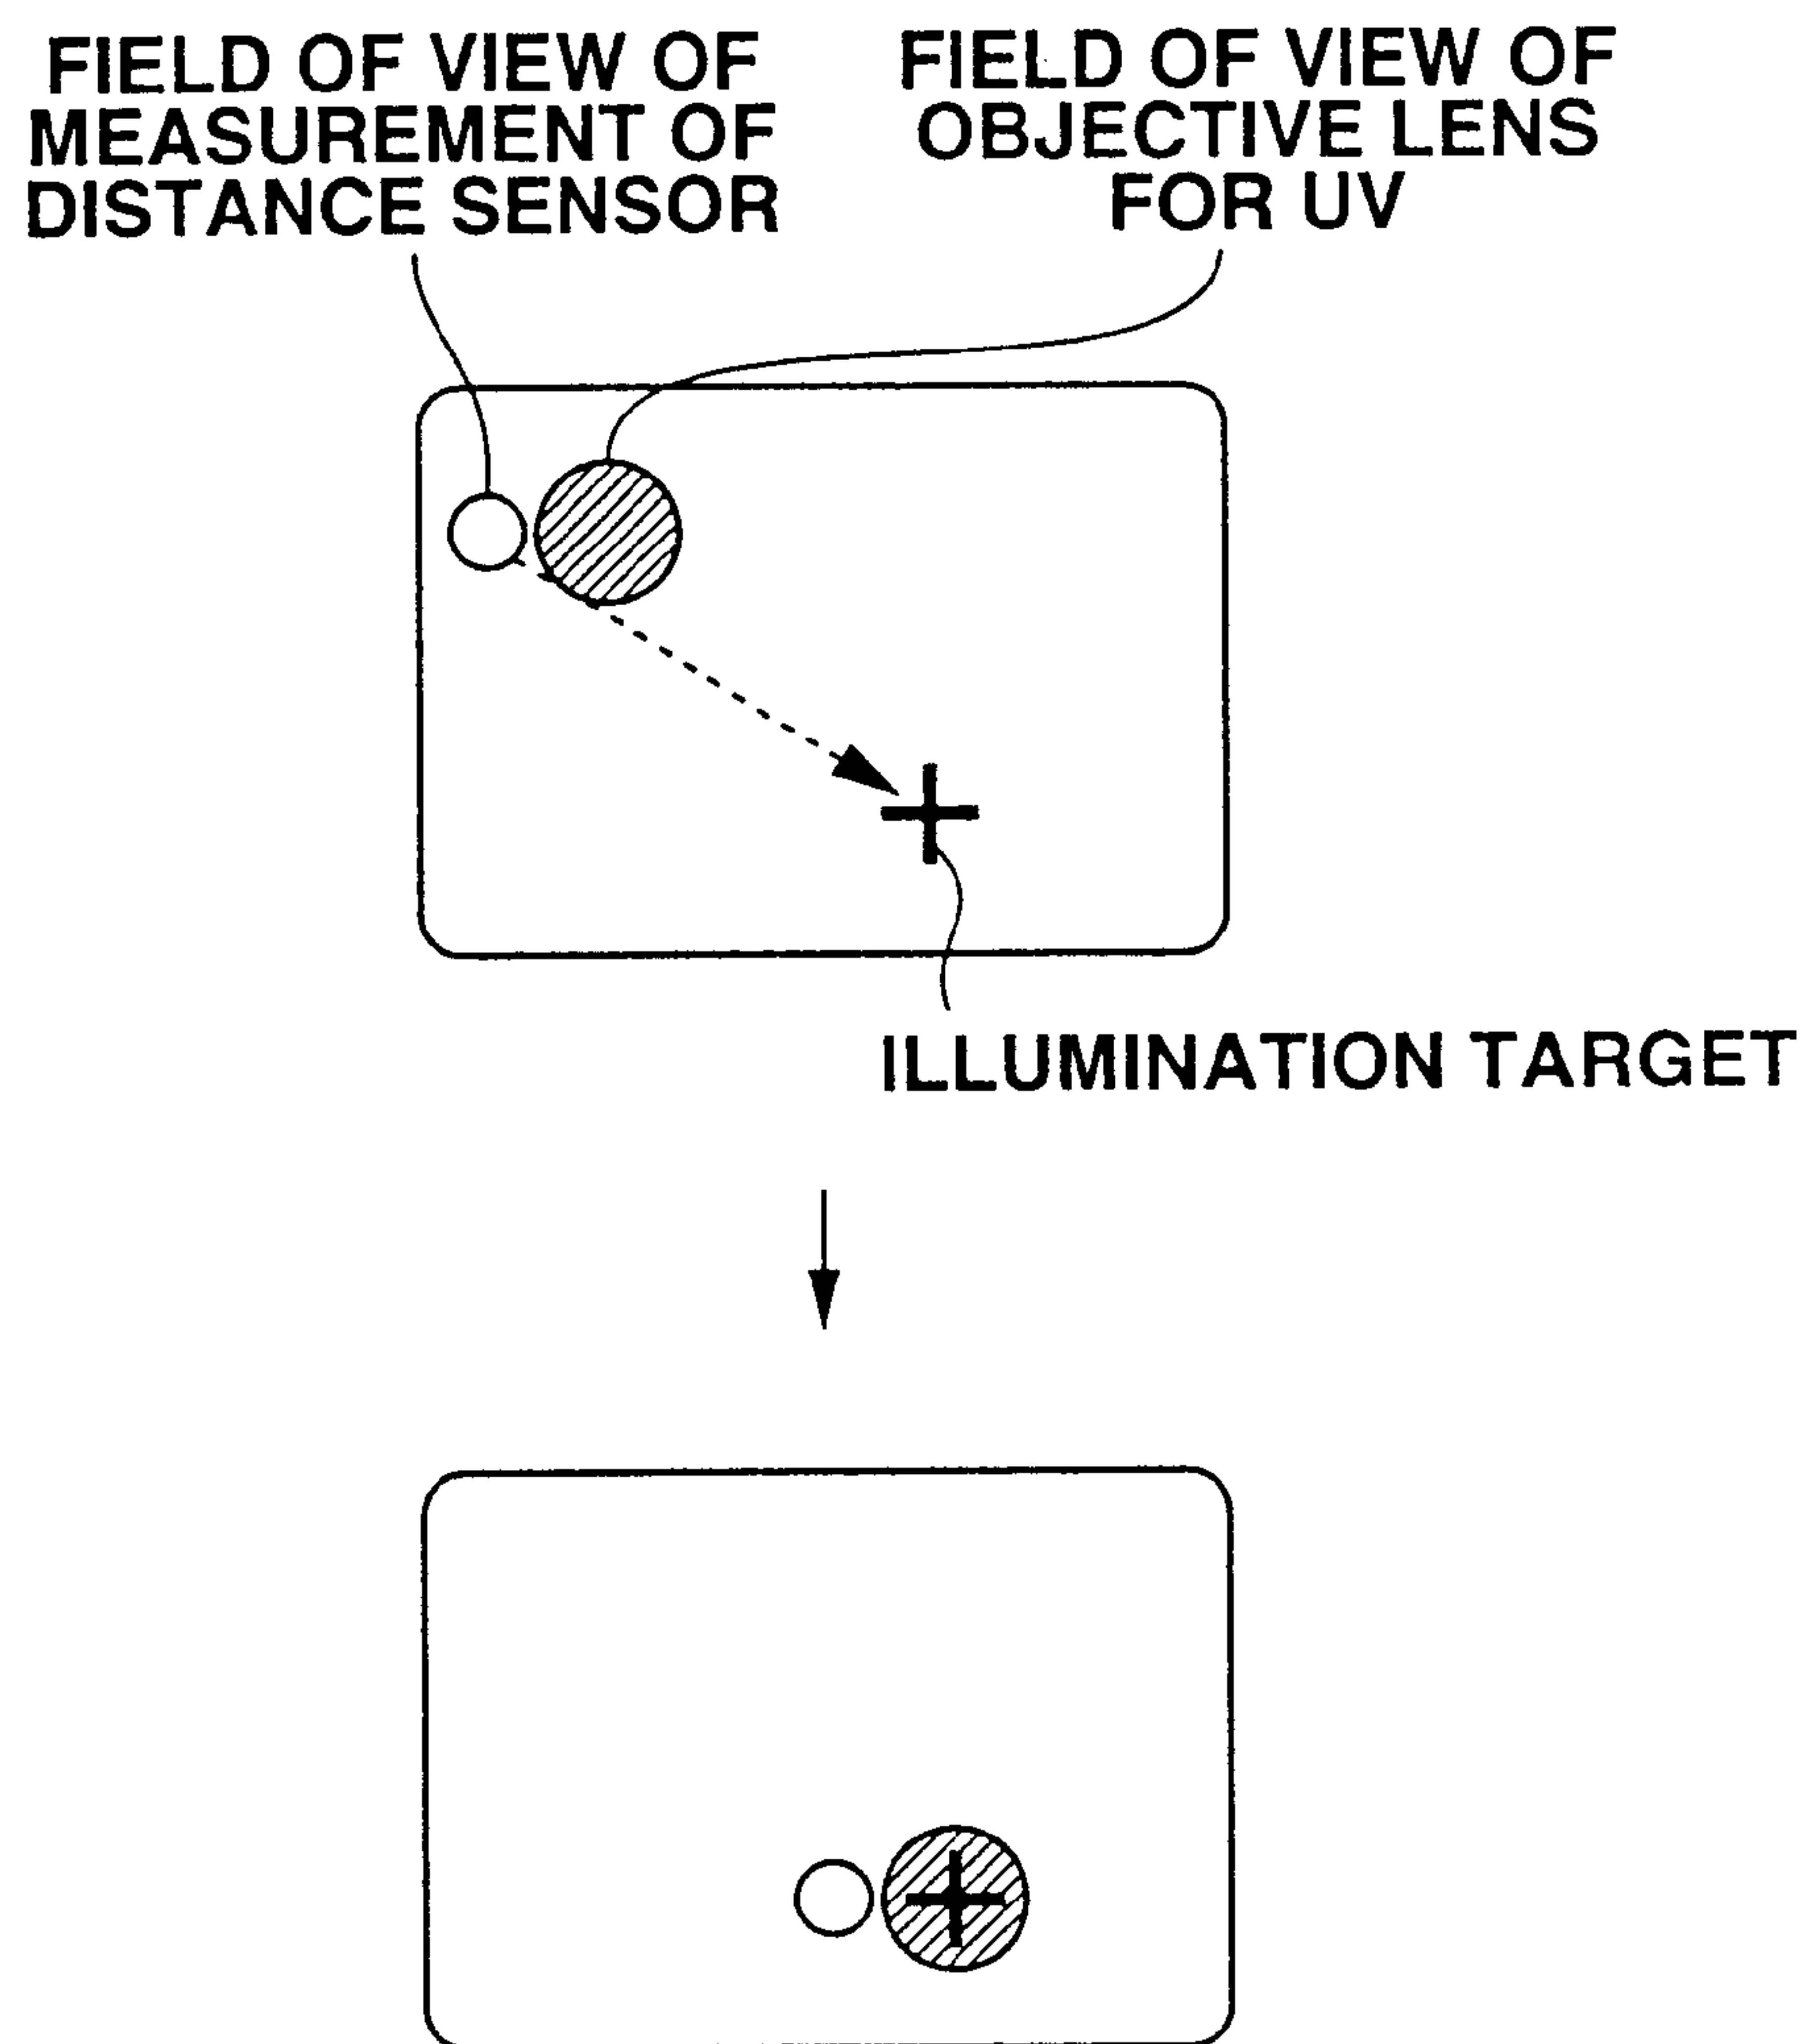 FIELD OF VIEW OF
MEASUREMENT OF
DISTANCE SENSOR
FIELD OF VIEW OF
OBJECTIVE LENS
FOR UV
ILLUMINATION TARGET